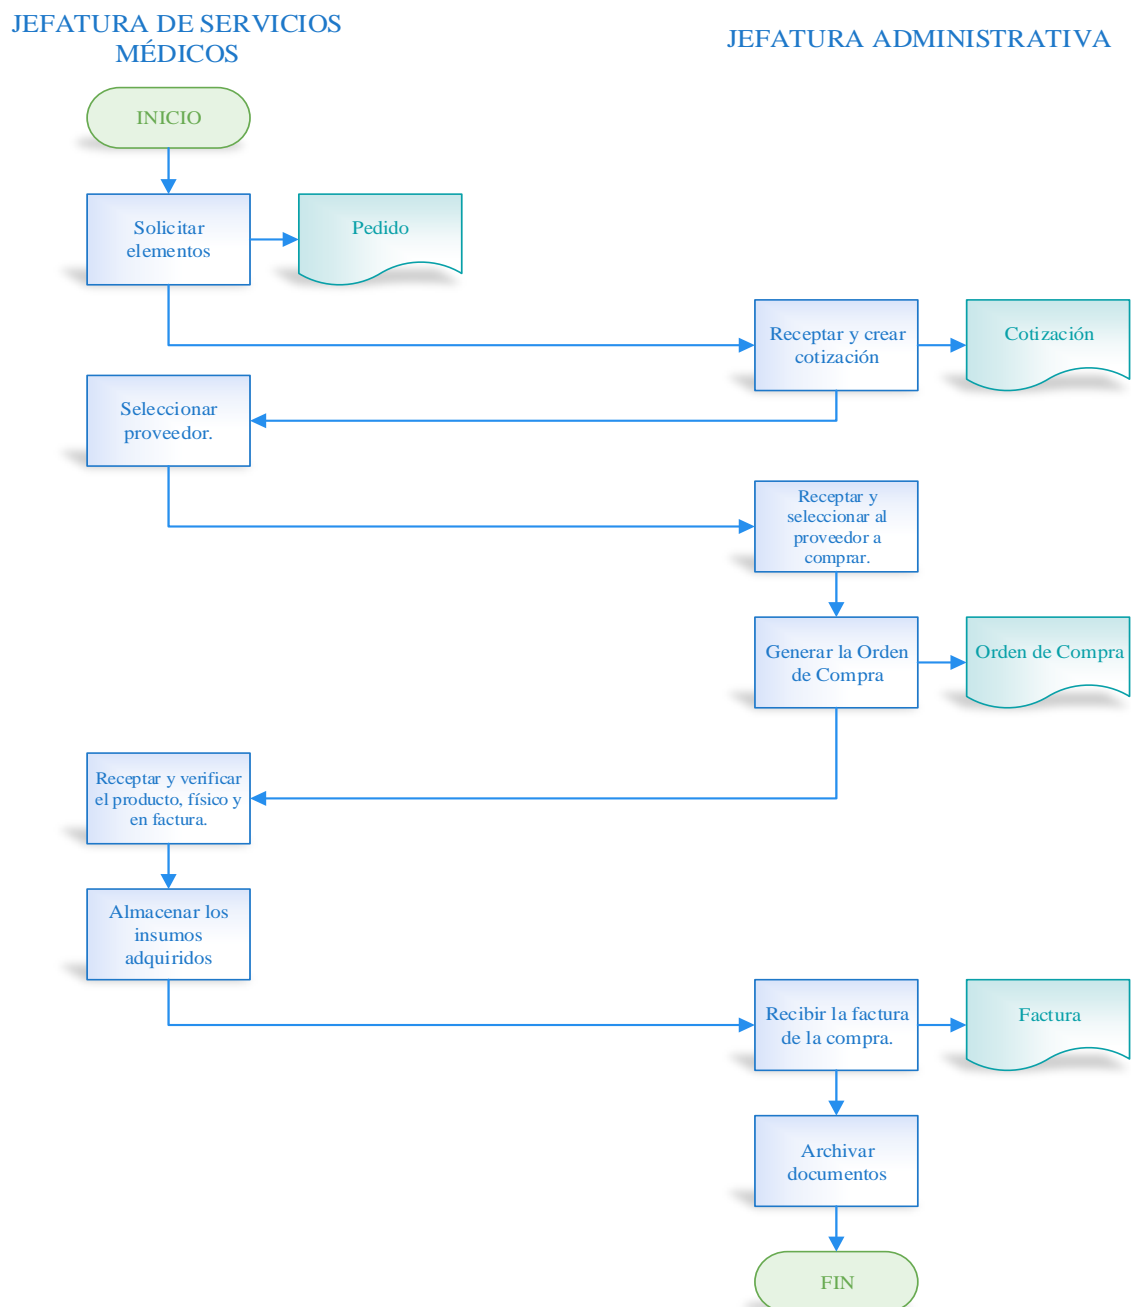 JEFATURA DE SERVICIOS
MÉDICOS
JEFATURA ADMINISTRATIVA
INICIO
Solicitar
elementos
Pedido
Receptar y crear
cotización
Cotización
Seleccionar
proveedor.
Receptar y
seleccionar al
proveedor a
comprar.
Generar la Orden
de Compra
Orden de Compra
Receptar y verificar
el producto, físico y
en factura.
Almacenar los
insumos
adquiridos
Recibir la factura
de la compra.
Factura
Archivar
documentos
FIN